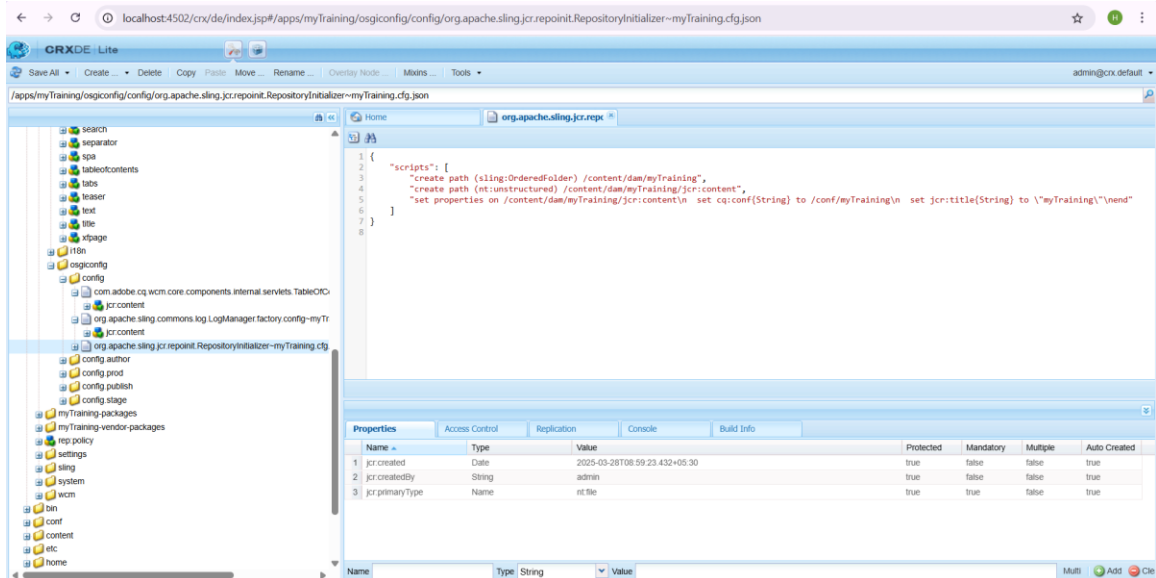 localhost:4502/crx/de/index.jsp#/apps/myTraining/osgiconfig/config/org.apache.sling.jcr.repoinit.RepositoryInitializer~myTraining.cfg.json
H
CRXDE Lite
Save All Create ... Delete Copy Paste Move ... Rename ... Overlay Node ... Mixins ... Tools admin@crx.default
/apps/myTraining/osgiconfig/config/org.apache.sling.jcr.repoinit.RepositoryInitializer~myTraining.cfg.json
Home org.apache.sling.jcr.repc
search
separator
spa
tableofcontents
tabs
teaser
text
title
xfpage
i18n
osgiconfig
config
com.adobe.cq.wcm.core.components.internal.servlets.TableOfCo
jcr:content
org.apache.sling.commons.log.LogManager.factory.config~myTr
jcr:content
org.apache.sling.jcr.repoinit.RepositoryInitializer~myTraining.cfg.
config.author
config.prod
config.publish
config.stage
myTraining-packages
myTraining-vendor-packages
rep:policy
settings
sling
system
wcm
bin
conf
content
etc
home
1 {
2 "scripts": [
3 "create path (sling:OrderedFolder) /content/dam/myTraining",
4 "create path (nt:unstructured) /content/dam/myTraining/jcr:content",
5 "set properties on /content/dam/myTraining/jcr:content\n  set cq:conf{String} to /conf/myTraining\n  set jcr:title{String} to \"myTraining\"\nend"
6 ]
7 }
8
Properties Access Control Replication Console Build Info
Name Type Value Protected Mandatory Multiple Auto Created
1 jcr:created Date 2025-03-28T08:59:23.432+05:30 true false false true
2 jcr:createdBy String admin true false false true
3 jcr:primaryType Name nt:file true true false true
Name Type String Value Multi Add Cle